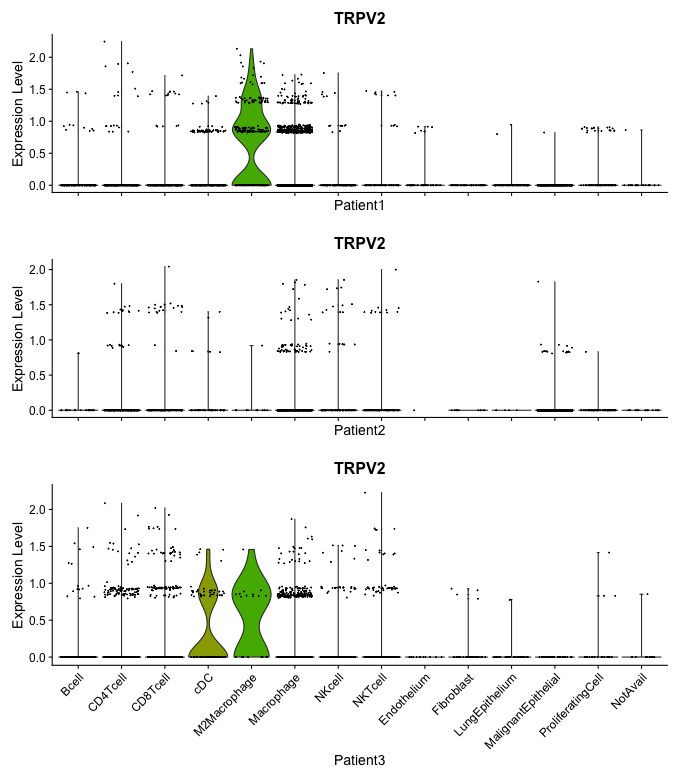 TRPV2
Expression Level
2.0
1.5
1.0
0.5
0.0
Patient1
TRPV2
Expression Level
2.0
1.5
1.0
0.5
0.0
Patient2
TRPV2
Expression Level
2.0
1.5
1.0
0.5
0.0
Bcell
CD4Tcell
CD8Tcell
cDC
M2Macrophage
Macrophage
NKcell
NKTcell
Endothelium
Fibroblast
LungEpithelium
MalignantEpithelial
ProliferatingCell
NotAvail
Patient3